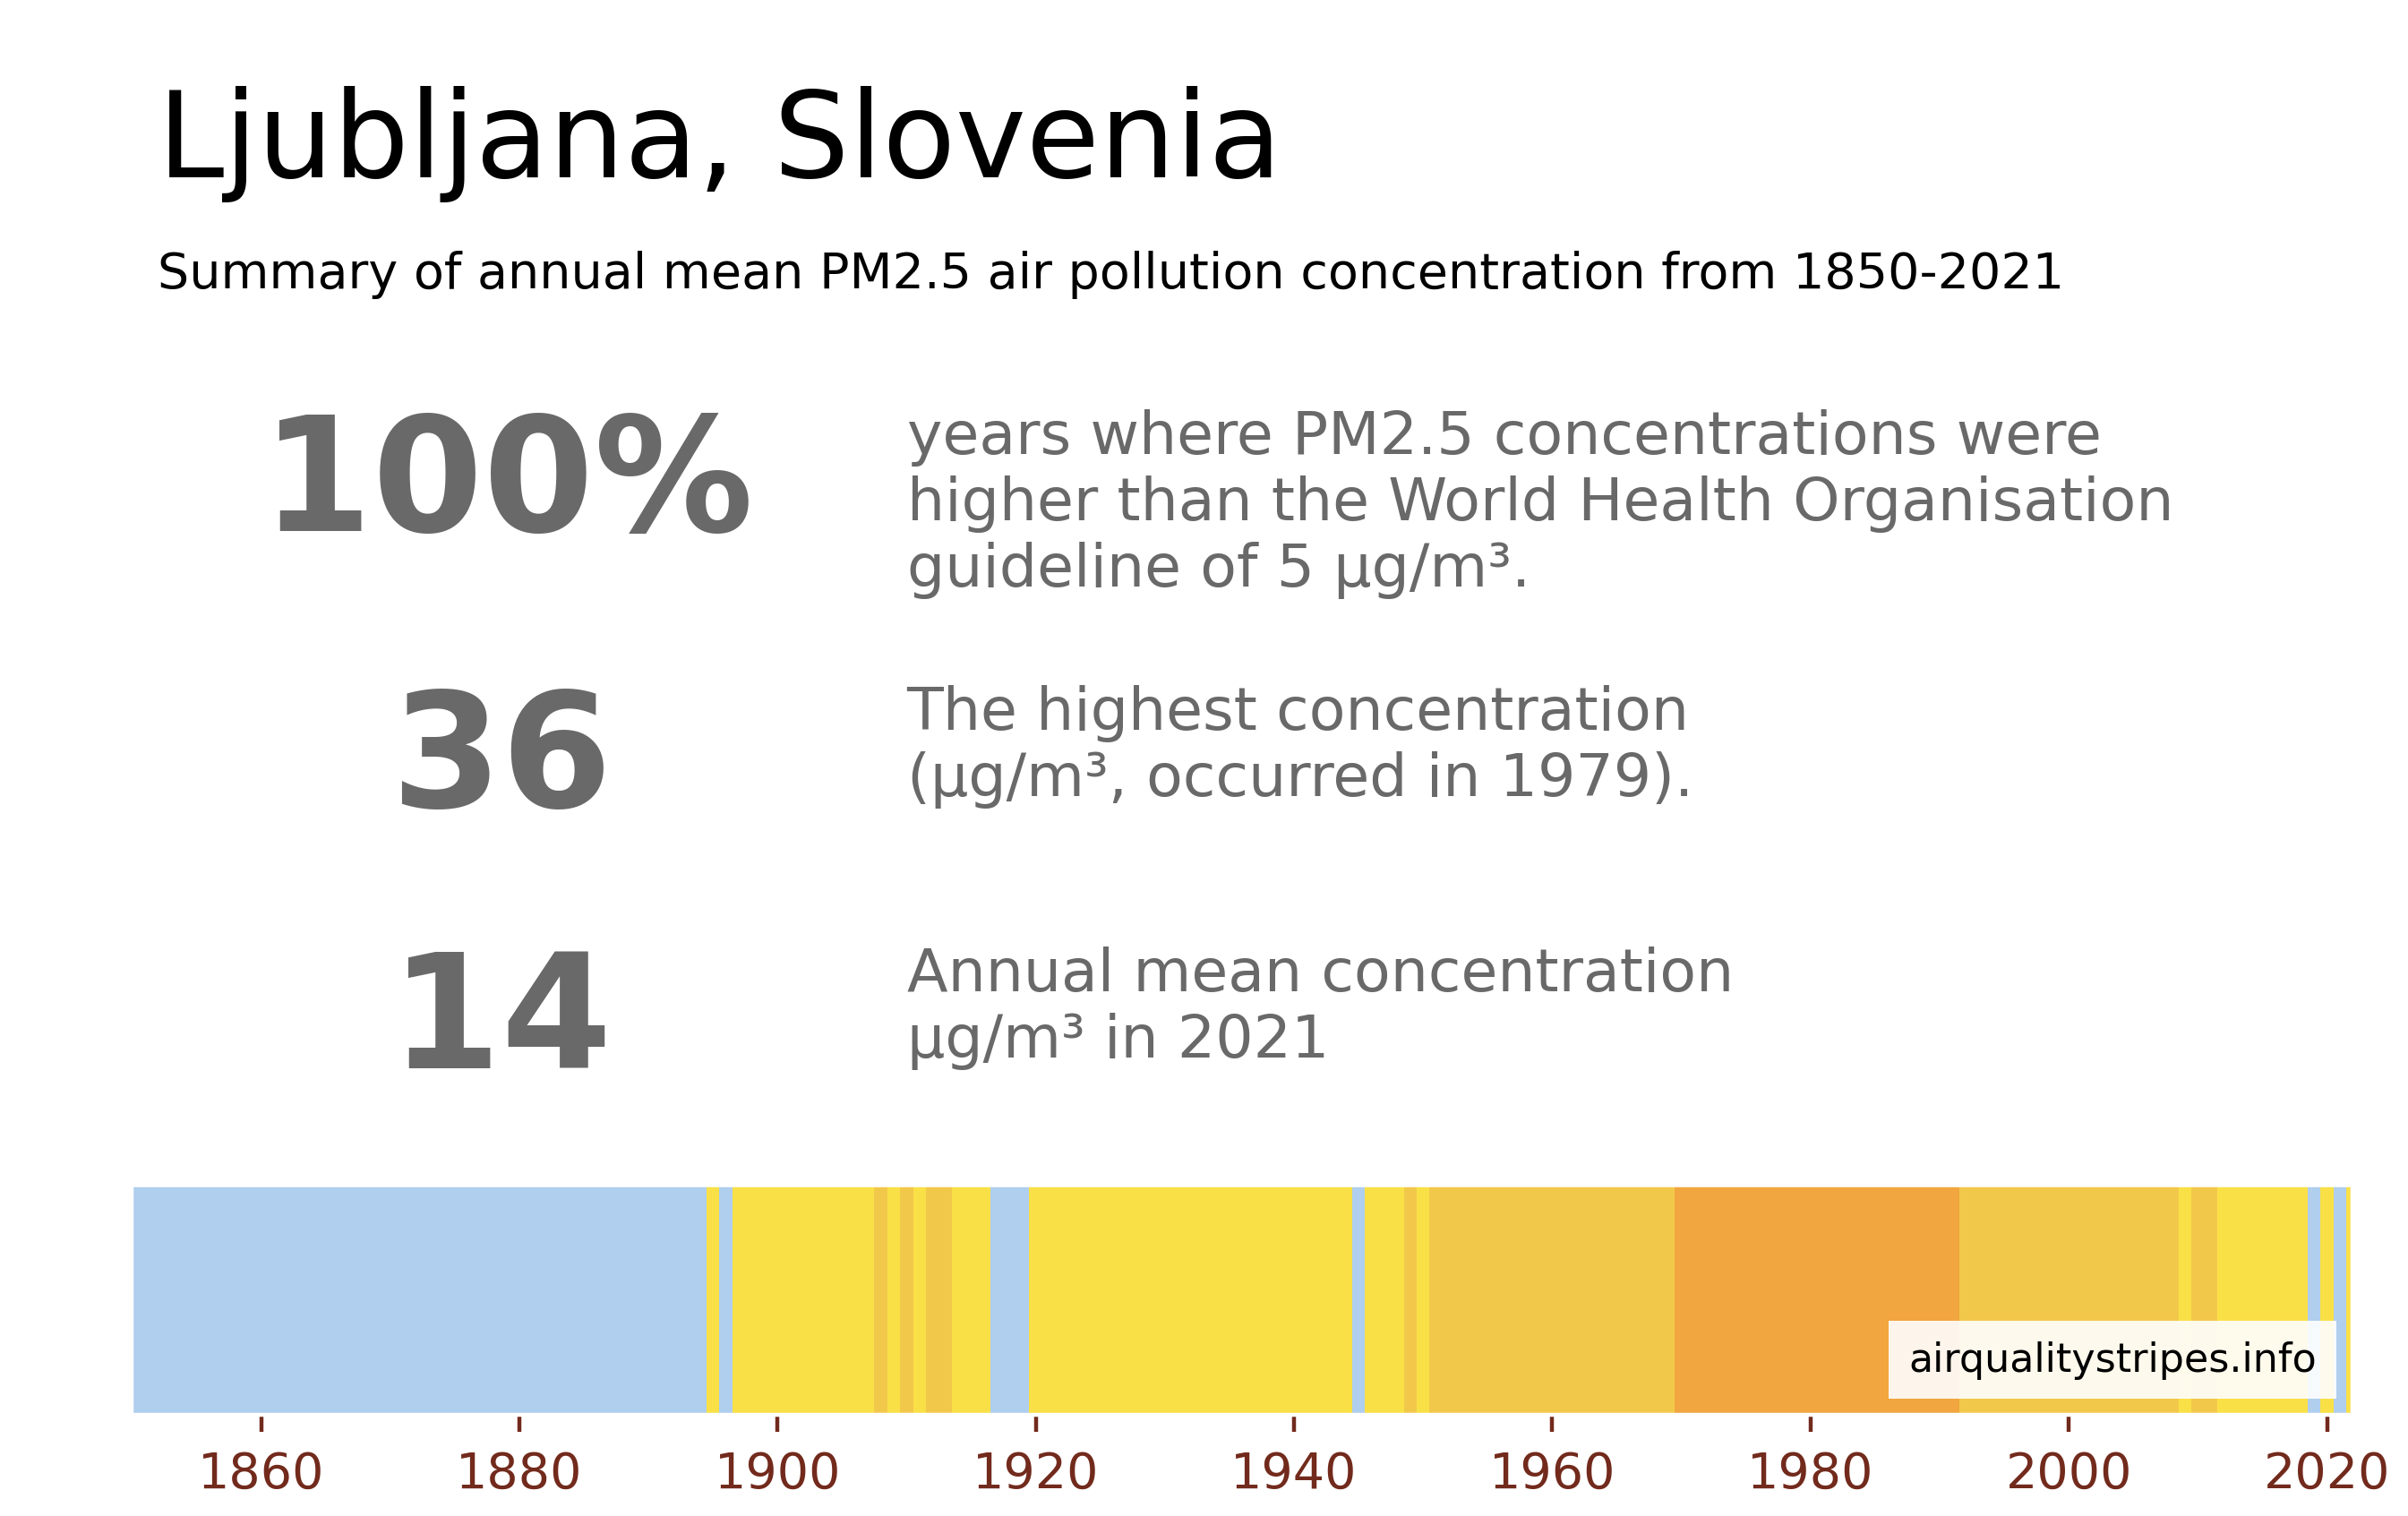 Ljubljana, Slovenia
Summary of annual mean PM2.5 air pollution concentration from 1850-2021
100%
years where PM2.5 concentrations were
higher than the World Health Organisation
guideline of 5 µg/m³.
36
The highest concentration
(µg/m³, occurred in 1979).
14
Annual mean concentration
µg/m³ in 2021
airqualitystripes.info
1860 1880 1900 1920 1940 1960 1980 2000 2020